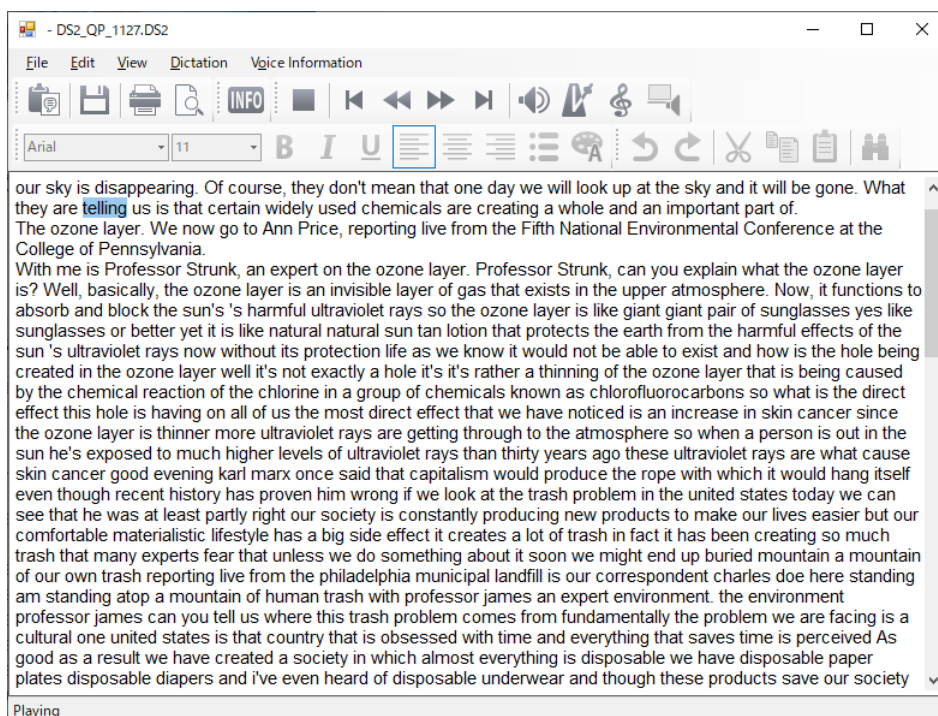 - DS2_QP_1127.DS2
File Edit View Dictation Voice Information
INFO
Arial 11 B I U A
our sky is disappearing. Of course, they don't mean that one day we will look up at the sky and it will be gone. What
they are telling us is that certain widely used chemicals are creating a whole and an important part of.
The ozone layer. We now go to Ann Price, reporting live from the Fifth National Environmental Conference at the
College of Pennsylvania.
With me is Professor Strunk, an expert on the ozone layer. Professor Strunk, can you explain what the ozone layer
is? Well, basically, the ozone layer is an invisible layer of gas that exists in the upper atmosphere. Now, it functions to
absorb and block the sun's 's harmful ultraviolet rays so the ozone layer is like giant giant pair of sunglasses yes like
sunglasses or better yet it is like natural natural sun tan lotion that protects the earth from the harmful effects of the
sun 's ultraviolet rays now without its protection life as we know it would not be able to exist and how is the hole being
created in the ozone layer well it's not exactly a hole it's it's rather a thinning of the ozone layer that is being caused
by the chemical reaction of the chlorine in a group of chemicals known as chlorofluorocarbons so what is the direct
effect this hole is having on all of us the most direct effect that we have noticed is an increase in skin cancer since
the ozone layer is thinner more ultraviolet rays are getting through to the atmosphere so when a person is out in the
sun he's exposed to much higher levels of ultraviolet rays than thirty years ago these ultraviolet rays are what cause
skin cancer good evening karl marx once said that capitalism would produce the rope with which it would hang itself
even though recent history has proven him wrong if we look at the trash problem in the united states today we can
see that he was at least partly right our society is constantly producing new products to make our lives easier but our
comfortable materialistic lifestyle has a big side effect it creates a lot of trash in fact it has been creating so much
trash that many experts fear that unless we do something about it soon we might end up buried mountain a mountain
of our own trash reporting live from the philadelphia municipal landfill is our correspondent charles doe here standing
am standing atop a mountain of human trash with professor james an expert environment. the environment
professor james can you tell us where this trash problem comes from fundamentally the problem we are facing is a
cultural one united states is that country that is obsessed with time and everything that saves time is perceived As
good as a result we have created a society in which almost everything is disposable we have disposable paper
plates disposable diapers and i've even heard of disposable underwear and though these products save our society
Playing